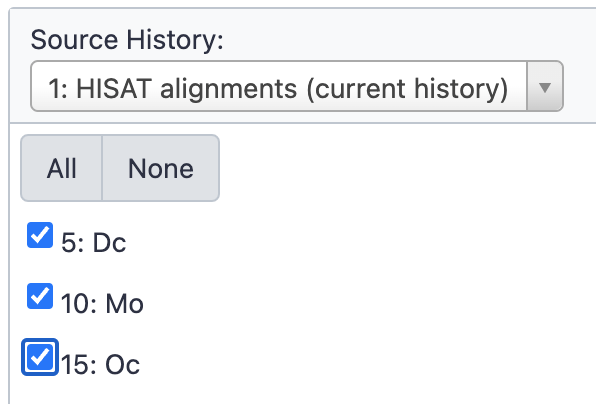 Source History:
1: HISAT alignments (current history)
All None
5: Dc
10: Mo
15: Oc